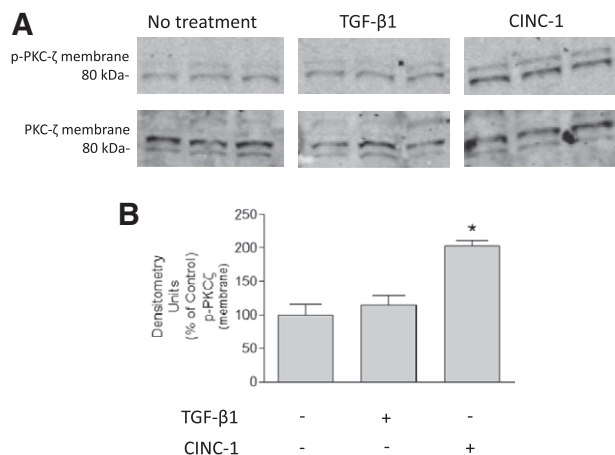 A
No treatment
TGF-β1
CINC-1
p-PKC-ζ membrane
80 kDa-
PKC-ζ membrane
80 kDa-
B
Densitometry
Units
(% of Control)
p-PKCζ
(membrane)
250
200
150
100
50
0
*
TGF-β1 - + -
CINC-1 - - +